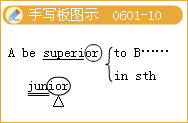 手写板图示 0601-10
A be superior to B……
in sth
junior